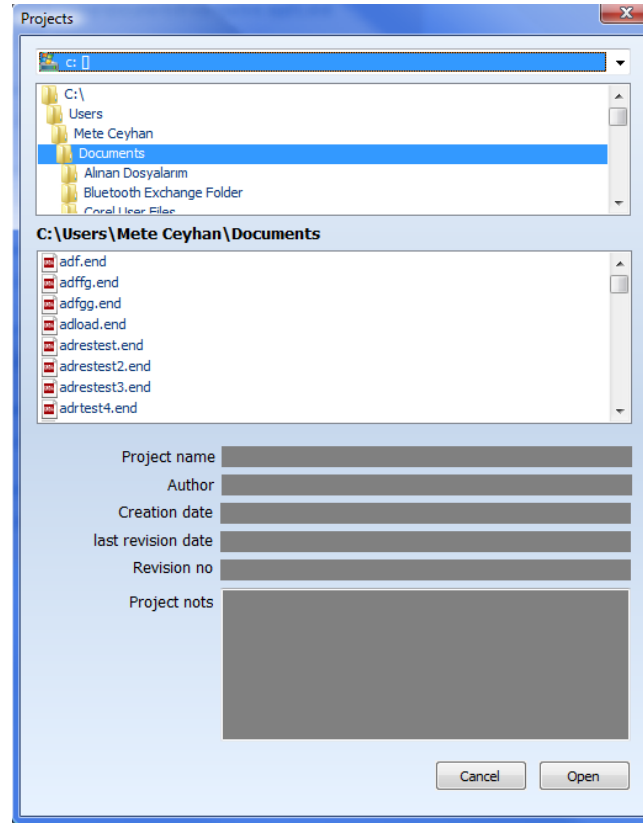 Projects
c: []
C:\
Users
Mete Ceyhan
Documents
Alınan Dosyalarım
Bluetooth Exchange Folder
Corel User Files
C:\Users\Mete Ceyhan\Documents
adf.end
adffg.end
adfgg.end
adload.end
adrestest.end
adrestest2.end
adrestest3.end
adrtest4.end
Project name
Author
Creation date
last revision date
Revision no
Project nots
Cancel Open